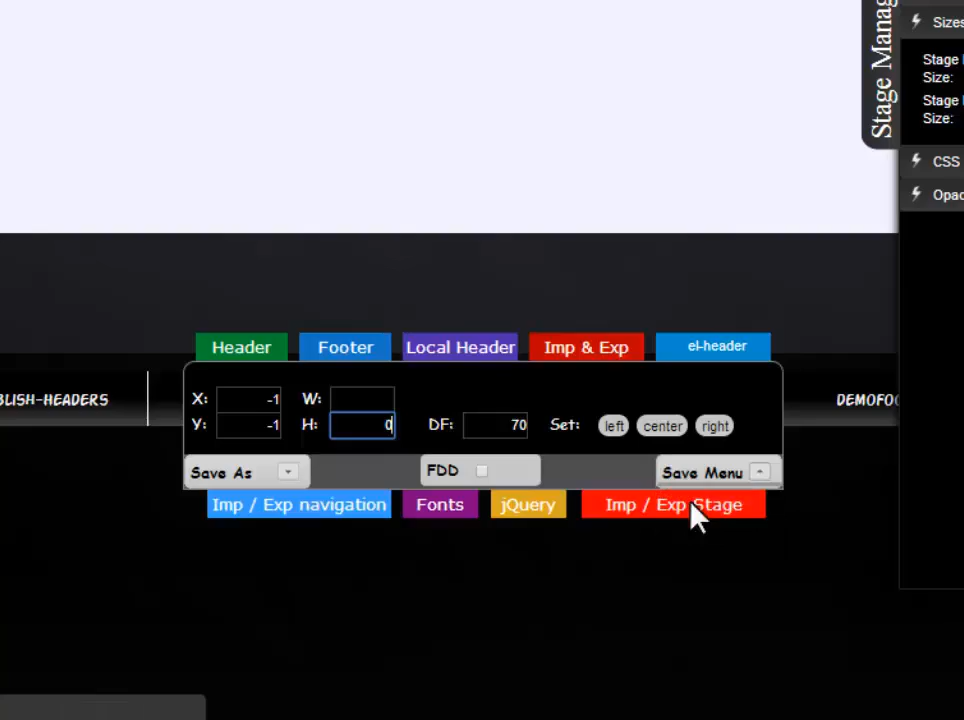 Sizes
Stage
Size:
Stage
Size:
Stage Manag
CSS
Opac
Header
Footer
Local Header
Imp & Exp
el-header
BLISH-HEADERS
X: -1
W:
DEMOFOO
Y: -1
H: 0
DF: 70
Set:
left
center
right
Save As
FDD
Save Menu
Imp / Exp navigation
Fonts
jQuery
Imp / Exp Stage